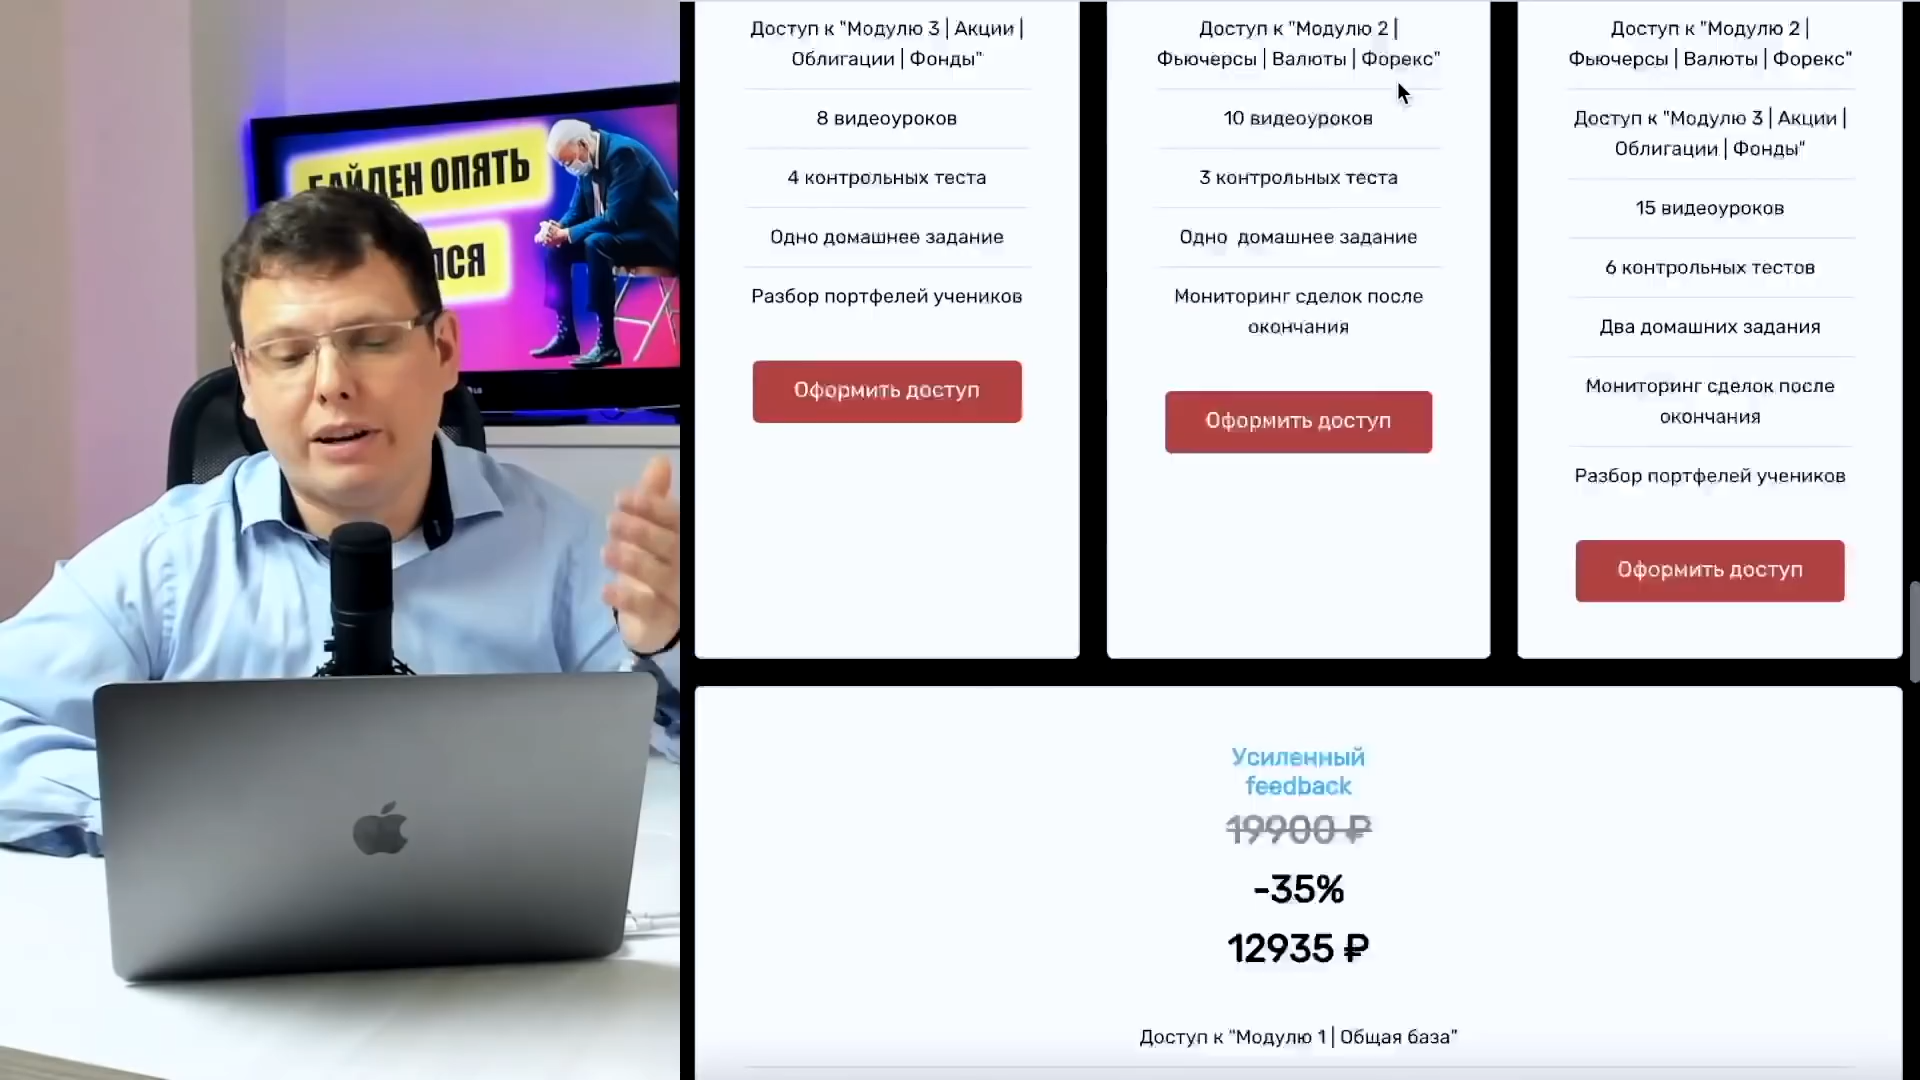 БАЙДЕН ОПЯТЬ
Доступ к "Модулю 3 | Акции |
Облигации | Фонды"
8 видеоуроков
4 контрольных теста
Одно домашнее задание
Разбор портфелей учеников
Оформить доступ
Доступ к "Модулю 2 |
Фьючерсы | Валюты | Форекс"
10 видеоуроков
3 контрольных теста
Одно домашнее задание
Мониторинг сделок после
окончания
Оформить доступ
Доступ к "Модулю 2 |
Фьючерсы | Валюты | Форекс"
Доступ к "Модулю 3 | Акции |
Облигации | Фонды"
15 видеоуроков
6 контрольных тестов
Два домашних задания
Мониторинг сделок после
окончания
Разбор портфелей учеников
Оформить доступ
Усиленный
feedback
19900 ₽
-35%
12935 ₽
Доступ к "Модулю 1 | Общая база"